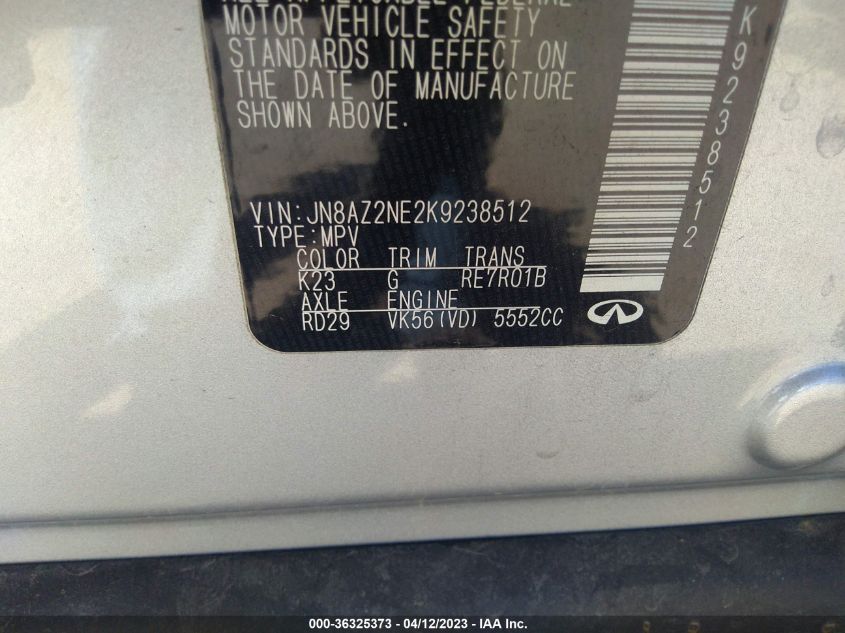 MOTOR VEHICLE SAFETY
STANDARDS IN EFFECT ON
THE DATE OF MANUFACTURE
SHOWN ABOVE.
K9238512
VIN:JN8AZ2NE2K9238512
TYPE:MPV
COLOR TRIM TRANS
K23 G RE7R01B
AXLE ENGINE
RD29 VK56(VD) 5552CC
000-36325373 - 04/12/2023 - IAA Inc.